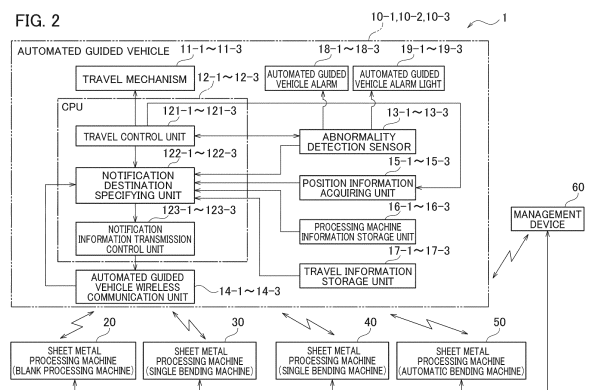 FIG. 2
10-1,10-2,10-3
1
AUTOMATED GUIDED VEHICLE
11-1～11-3
18-1～18-3
19-1～19-3
TRAVEL MECHANISM
12-1～12-3
AUTOMATED GUIDED
VEHICLE ALARM
AUTOMATED GUIDED
VEHICLE ALARM LIGHT
CPU
121-1～121-3
13-1～13-3
TRAVEL CONTROL UNIT
ABNORMALITY
DETECTION SENSOR
122-1～122-3
15-1～15-3
NOTIFICATION
DESTINATION
SPECIFYING UNIT
POSITION INFORMATION
ACQUIRING UNIT
60
123-1～123-3
16-1～16-3
MANAGEMENT
DEVICE
NOTIFICATION
INFORMATION TRANSMISSION
CONTROL UNIT
PROCESSING MACHINE
INFORMATION STORAGE UNIT
17-1～17-3
TRAVEL INFORMATION
STORAGE UNIT
AUTOMATED GUIDED
VEHICLE WIRELESS
COMMUNICATION UNIT
14-1～14-3
20
30
40
50
SHEET METAL
PROCESSING MACHINE
(BLANK PROCESSING MACHINE)
SHEET METAL
PROCESSING MACHINE
(SINGLE BENDING MACHINE)
SHEET METAL
PROCESSING MACHINE
(SINGLE BENDING MACHINE)
SHEET METAL
PROCESSING MACHINE
(AUTOMATIC BENDING MACHINE)